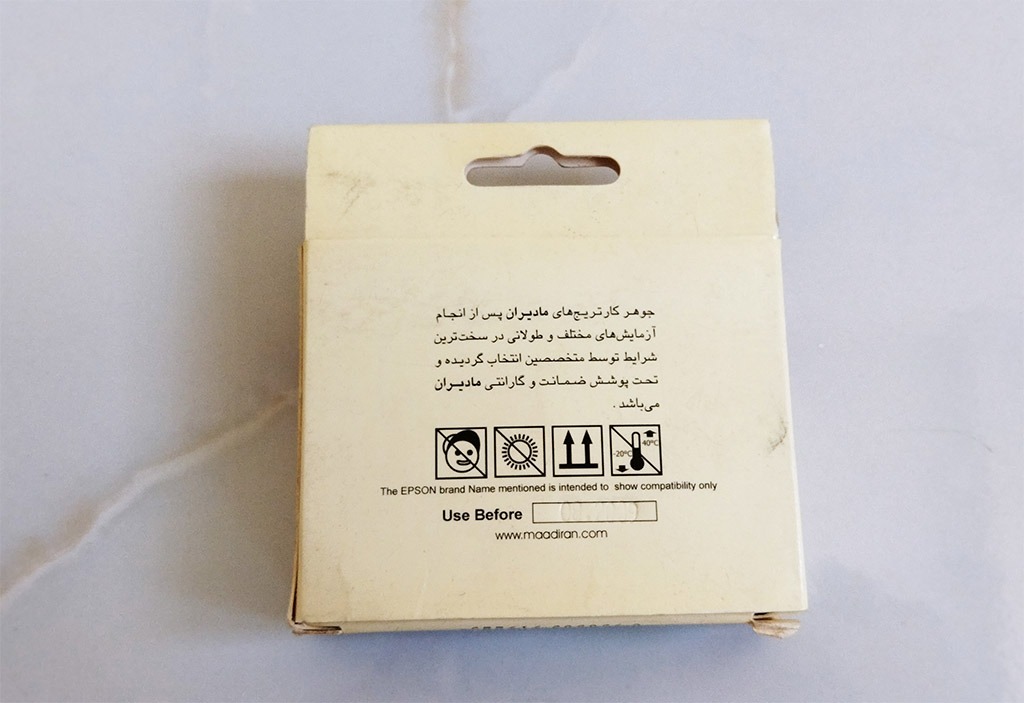 جوهر کارتریج‌های مادیران پس از انجام
آزمایش‌های مختلف و طولانی در سخت‌ترین
شرایط توسط متخصصین انتخاب گردیده و
تحت پوشش ضمانت و گارانتی مادیران
می‌باشد .
40°C
-20°C
The EPSON brand Name mentioned is intended to show compatibility only
Use Before
www.maadiran.com